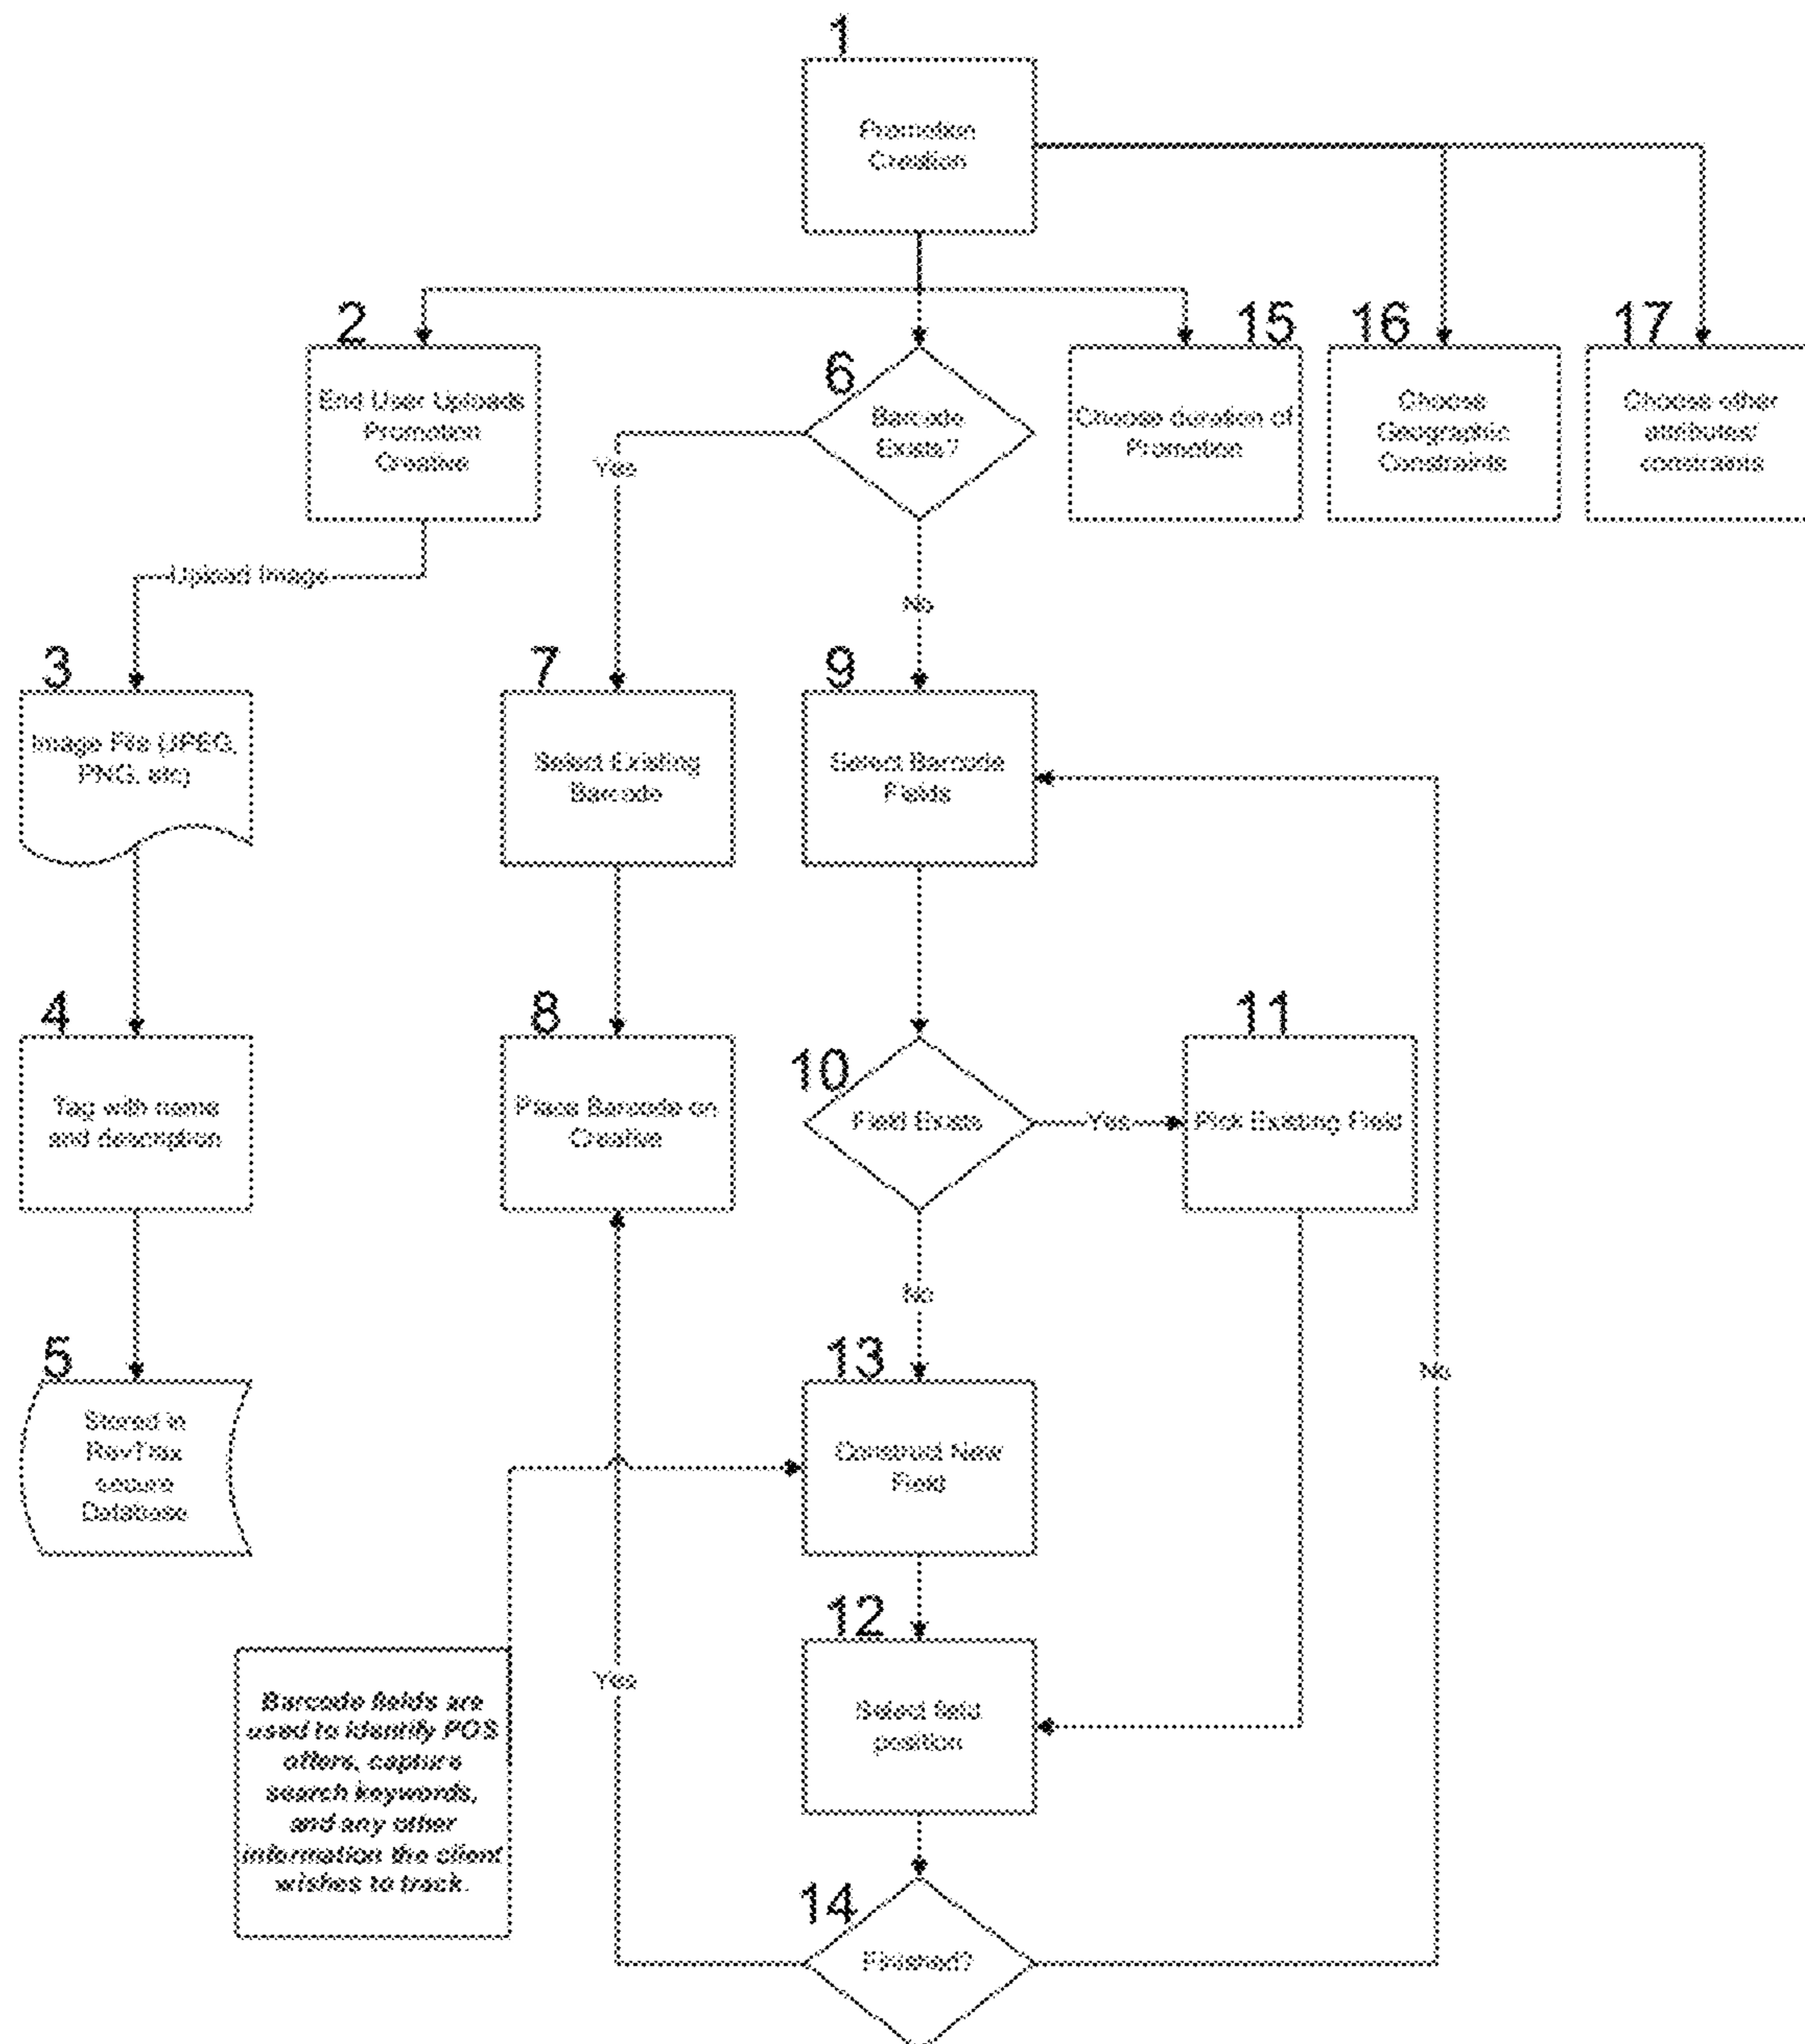 1
Promotion
Creation
2
End User Uploads
Promotion
Creative
6
Barcode
Exists?
15
Choose duration of
Promotion
16
Choose
Geographic
Constraints
17
Choose other
attributes/
constraints
Yes
Upload Image
No
3
Image File (JPEG,
PNG, etc)
7
Select Existing
Barcode
9
Select Barcode
Fields
4
Tag with name
and description
8
Place Barcode on
Creative
10
Field Exists
Yes
11
Pick Existing Field
No
5
Stored in
RevTrax
secure
Database
13
Construct New
Field
No
12
Select field
position
Yes
Barcode fields are
used to identify POS
offers, capture
search keywords,
and any other
information the client
wishes to track.
14
Finished?